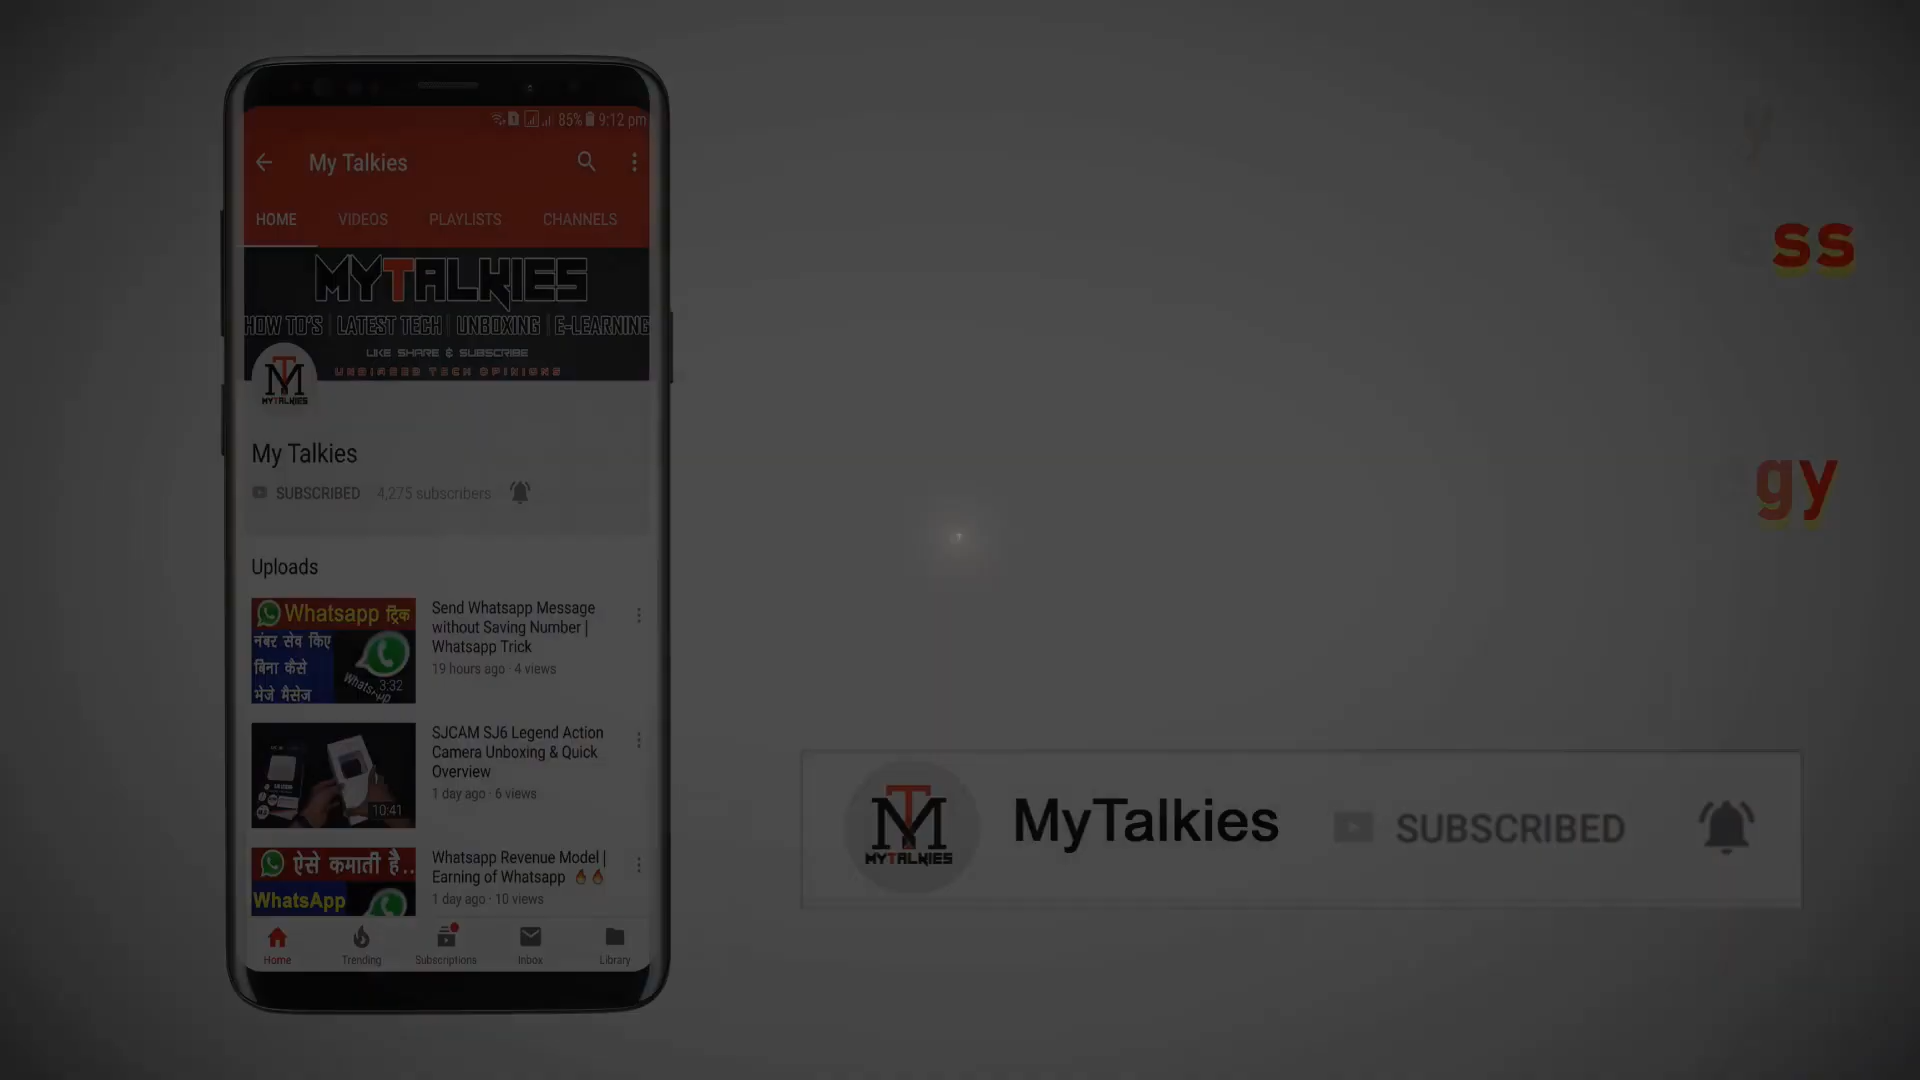 85% 9:12 pm
My Talkies
HOME VIDEOS PLAYLISTS CHANNELS
MYTALKIES
HOW TO'S | LATEST TECH | UNBOXING | E-LEARNING
LIKE SHARE & SUBSCRIBE
UNBIASED TECH OPINIONS
MYTALKIES
My Talkies
SUBSCRIBED 4,275 subscribers
Uploads
Whatsapp ट्रिक
नंबर सेव किए
बिना कैसे
भेजे मैसेज
WhatsApp
3:32
Send Whatsapp Message
without Saving Number |
Whatsapp Trick
19 hours ago · 4 views
10:41
SJCAM SJ6 Legend Action
Camera Unboxing & Quick
Overview
1 day ago · 6 views
ऐसे कमाती है..
WhatsApp
Whatsapp Revenue Model |
Earning of Whatsapp 🔥🔥
1 day ago · 10 views
Home Trending Subscriptions Inbox Library
y
ss
gy
MYTALKIES
MyTalkies SUBSCRIBED